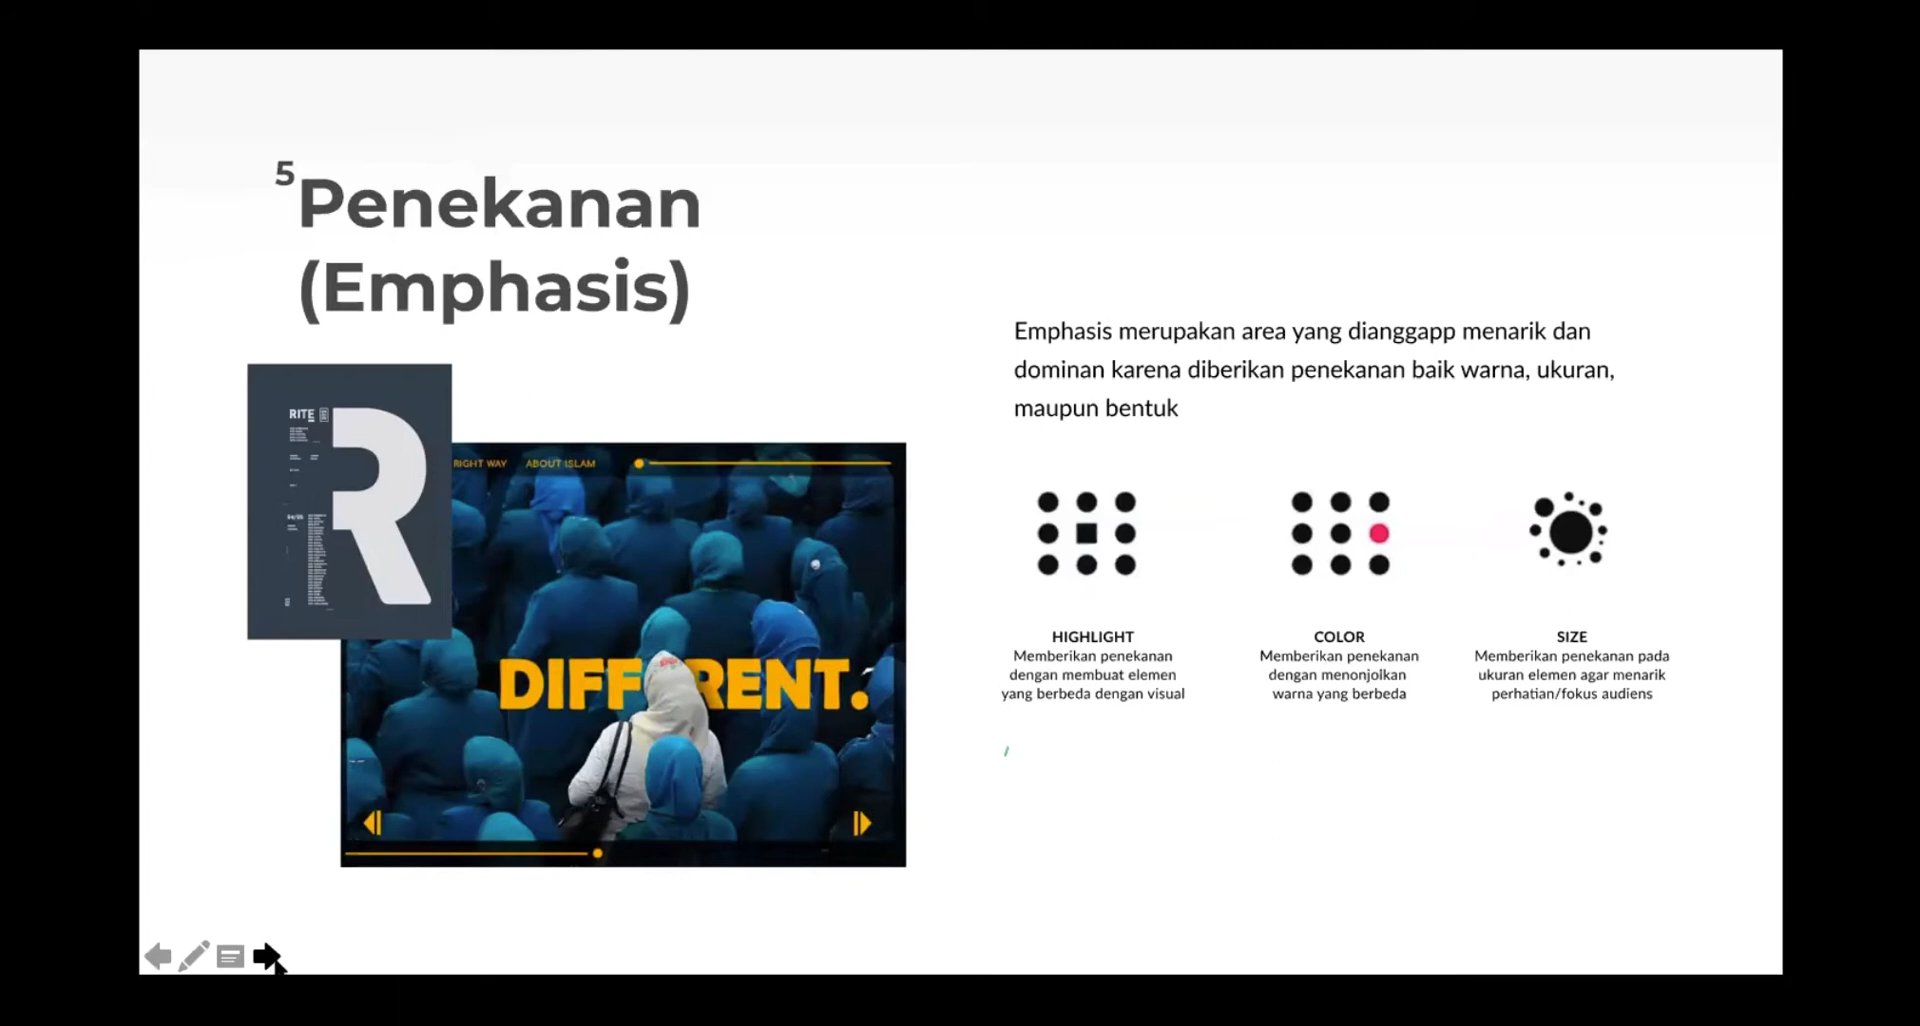 5
Penekanan
(Emphasis)
RITE
RIGHT WAY ABOUT ISLAM
DIFF RENT.
Emphasis merupakan area yang dianggapp menarik dan
dominan karena diberikan penekanan baik warna, ukuran,
maupun bentuk
HIGHLIGHT
Memberikan penekanan
dengan membuat elemen
yang berbeda dengan visual
COLOR
Memberikan penekanan
dengan menonjolkan
warna yang berbeda
SIZE
Memberikan penekanan pada
ukuran elemen agar menarik
perhatian/fokus audiens